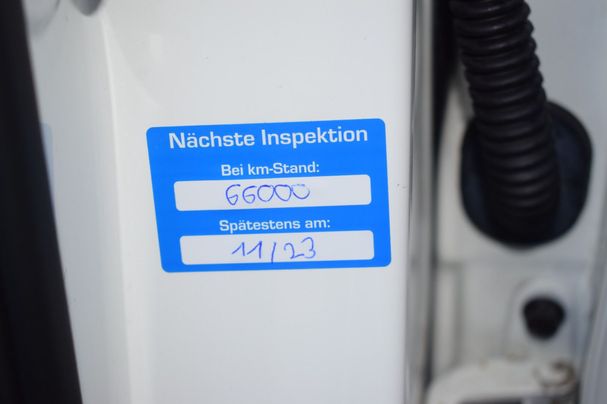 Nächste Inspektion
Bei km-Stand:
66000
Spätestens am:
11/23